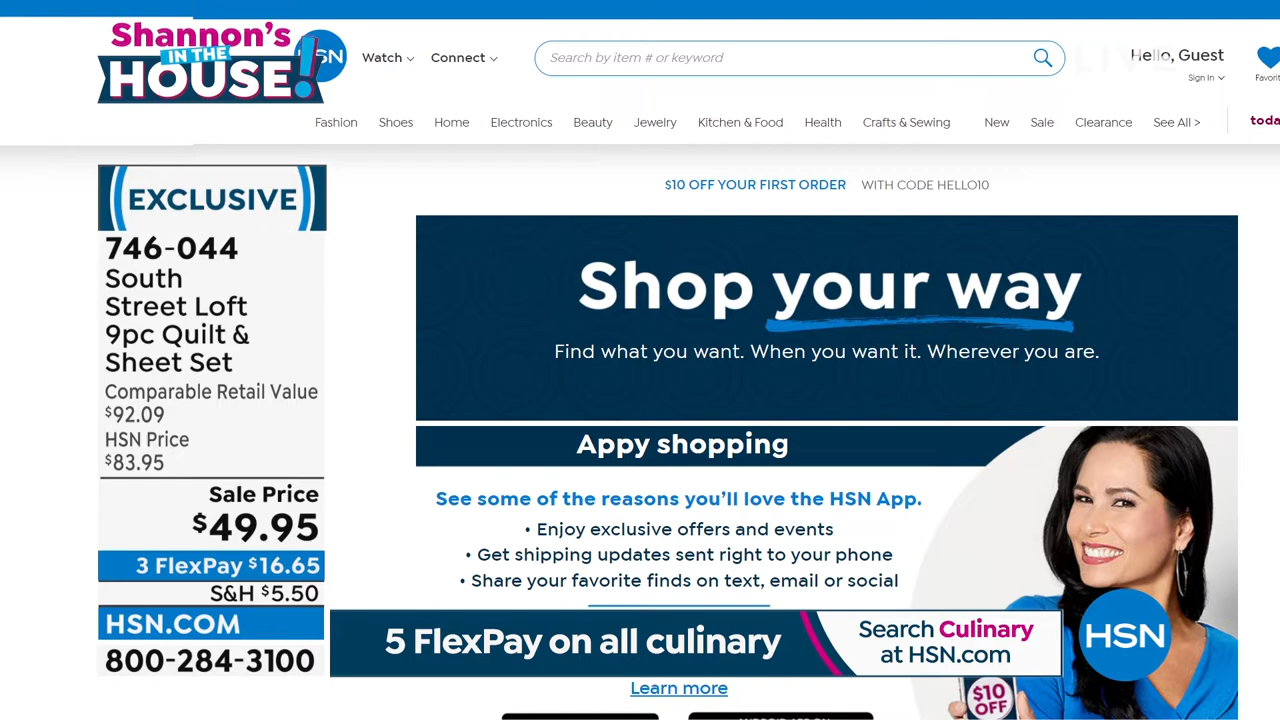 Shannon's
IN THE
HOUSE!
HSN
Watch
Connect
Search by item # or keyword
LIVE
Hello, Guest
Sign In
Fashion
Shoes
Home
Electronics
Beauty
Jewelry
Kitchen & Food
Health
Crafts & Sewing
New
Sale
Clearance
See All >
EXCLUSIVE
746-044
South
Street Loft
9pc Quilt &
Sheet Set
Comparable Retail Value
$92.09
HSN Price
$83.95
Sale Price
$49.95
3 FlexPay $16.65
S&H $5.50
HSN.COM
800-284-3100
$10 OFF YOUR FIRST ORDER WITH CODE HELLO10
Shop your way
Find what you want. When you want it. Wherever you are.
Appy shopping
See some of the reasons you'll love the HSN App.
• Enjoy exclusive offers and events
• Get shipping updates sent right to your phone
• Share your favorite finds on text, email or social
5 FlexPay on all culinary
Search Culinary
at HSN.com
HSN
Learn more
$10
OFF